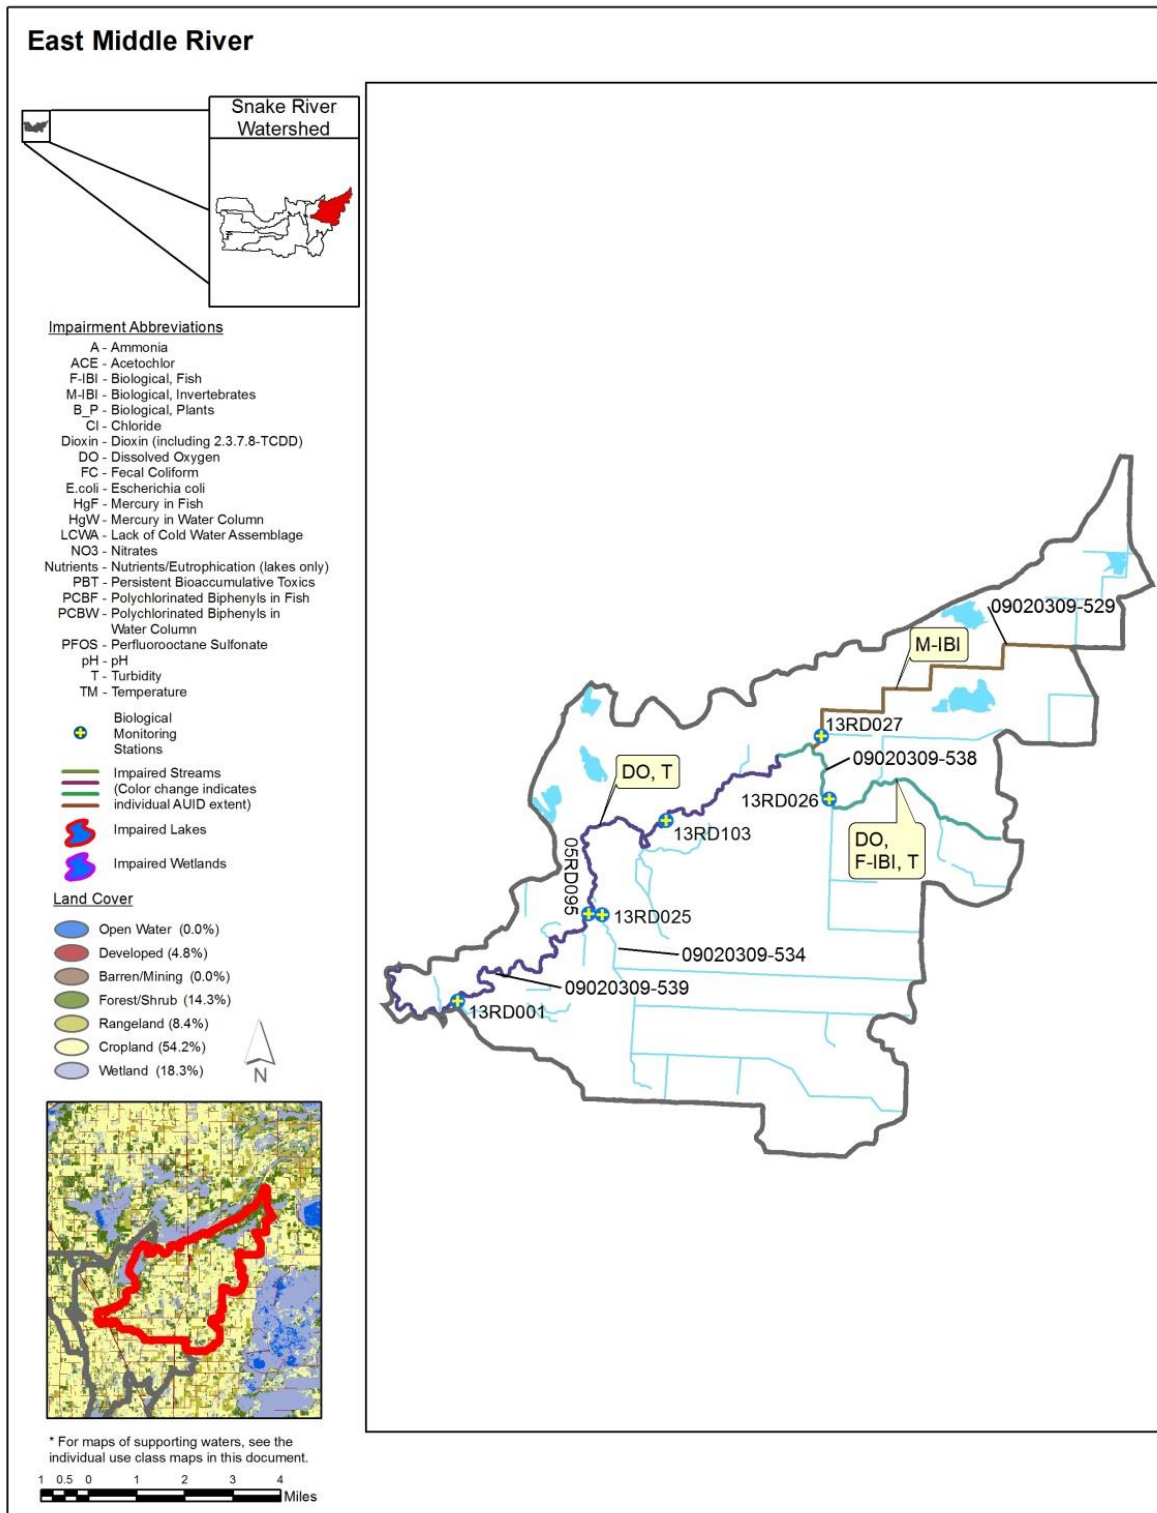 East Middle River
Snake River
Watershed
Impairment Abbreviations
A - Ammonia
ACE - Acetochlor
F-IBI - Biological, Fish
M-IBI - Biological, Invertebrates
B_P - Biological, Plants
Cl - Chloride
Dioxin - Dioxin (including 2.3.7.8-TCDD)
DO - Dissolved Oxygen
FC - Fecal Coliform
E.coli - Escherichia coli
HgF - Mercury in Fish
HgW - Mercury in Water Column
LCWA - Lack of Cold Water Assemblage
NO3 - Nitrates
Nutrients - Nutrients/Eutrophication (lakes only)
PBT - Persistent Bioaccumulative Toxics
PCBF - Polychlorinated Biphenyls in Fish
PCBW - Polychlorinated Biphenyls in
Water Column
PFOS - Perfluorooctane Sulfonate
pH - pH
T - Turbidity
TM - Temperature
Biological
Monitoring
Stations
Impaired Streams
(Color change indicates
individual AUID extent)
Impaired Lakes
Impaired Wetlands
Land Cover
Open Water (0.0%)
Developed (4.8%)
Barren/Mining (0.0%)
Forest/Shrub (14.3%)
Rangeland (8.4%)
Cropland (54.2%)
Wetland (18.3%)
N
* For maps of supporting waters, see the
individual use class maps in this document.
1 0.5 0 1 2 3 4
Miles
09020309-529
M-IBI
13RD027
09020309-538
DO, T
13RD026
13RD103
DO,
F-IBI, T
05RD095
13RD025
09020309-534
09020309-539
13RD001